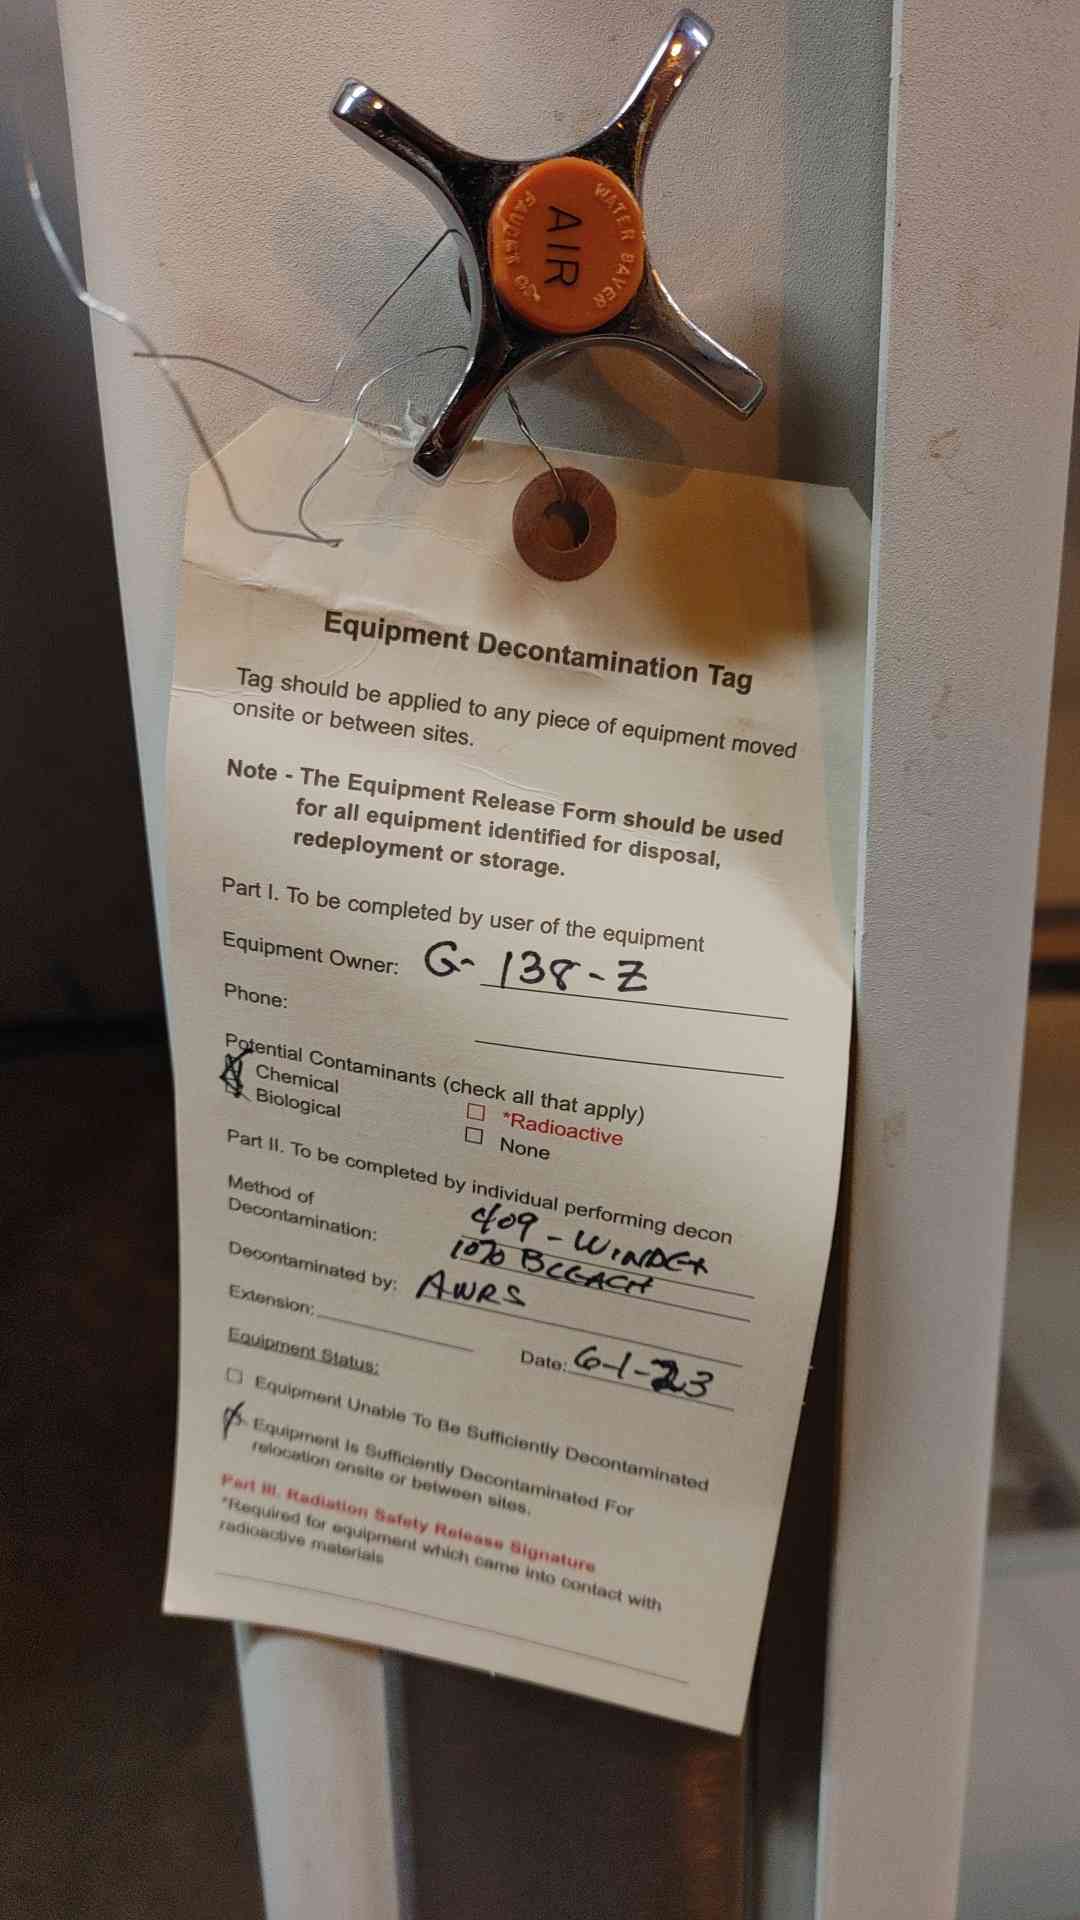 WATER SAVER
AIR
FAUCET CO
Equipment Decontamination Tag
Tag should be applied to any piece of equipment moved
onsite or between sites.
Note - The Equipment Release Form should be used
for all equipment identified for disposal,
redeployment or storage.
Part I. To be completed by user of the equipment
Equipment Owner: G-138-Z
Phone:
Potential Contaminants (check all that apply)
Chemical
Biological
*Radioactive
None
Part II. To be completed by individual performing decon
Method of
Decontamination:
409 - WINDEX
10% BLEACH
Decontaminated by: AWRS
Extension:
Date: 6-1-23
Equipment Status:
Equipment Unable To Be Sufficiently Decontaminated
Equipment Is Sufficiently Decontaminated For
relocation onsite or between sites.
Part III. Radiation Safety Release Signature
*Required for equipment which came into contact with
radioactive materials